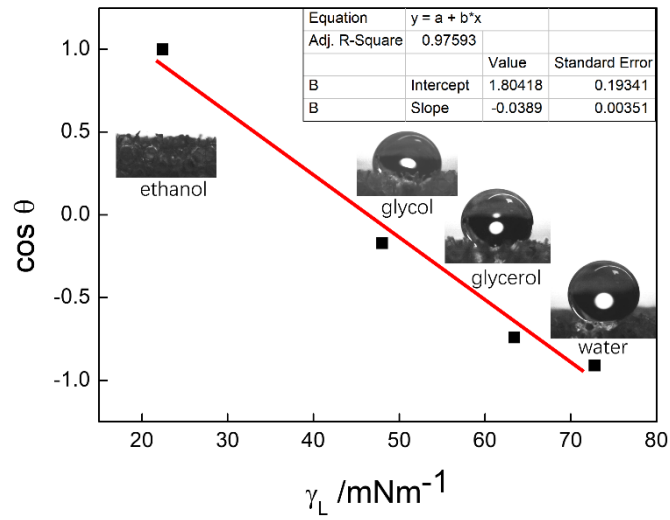 Equation y = a + b*x
Adj. R-Square 0.97593
Value Standard Error
B Intercept 1.80418 0.19341
B Slope -0.0389 0.00351
1.0
0.5
0.0
-0.5
-1.0
cos θ
ethanol
glycol
glycerol
water
20 30 40 50 60 70 80
γL /mNm-1